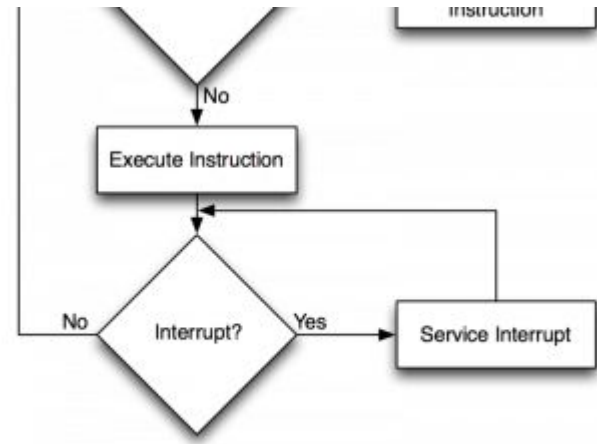 Instruction
No
Execute Instruction
No
Interrupt?
Yes
Service Interrupt